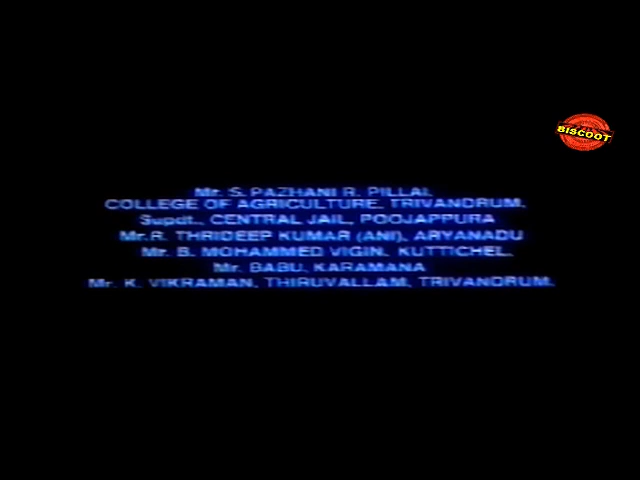 Mr. S. PAZHANI R. PILLAI.
COLLEGE OF AGRICULTURE, TRIVANDRUM.
Supdt., CENTRAL JAIL, POOJAPPURA
Mr.R. THRIDEEP KUMAR (ANI), ARYANADU
Mr. B. MOHAMMED VIGIN, KUTTICHEL.
Mr. BABU, KARAMANA
Mr. K. VIKRAMAN, THIRUVALLAM, TRIVANDRUM.
BISCOOT